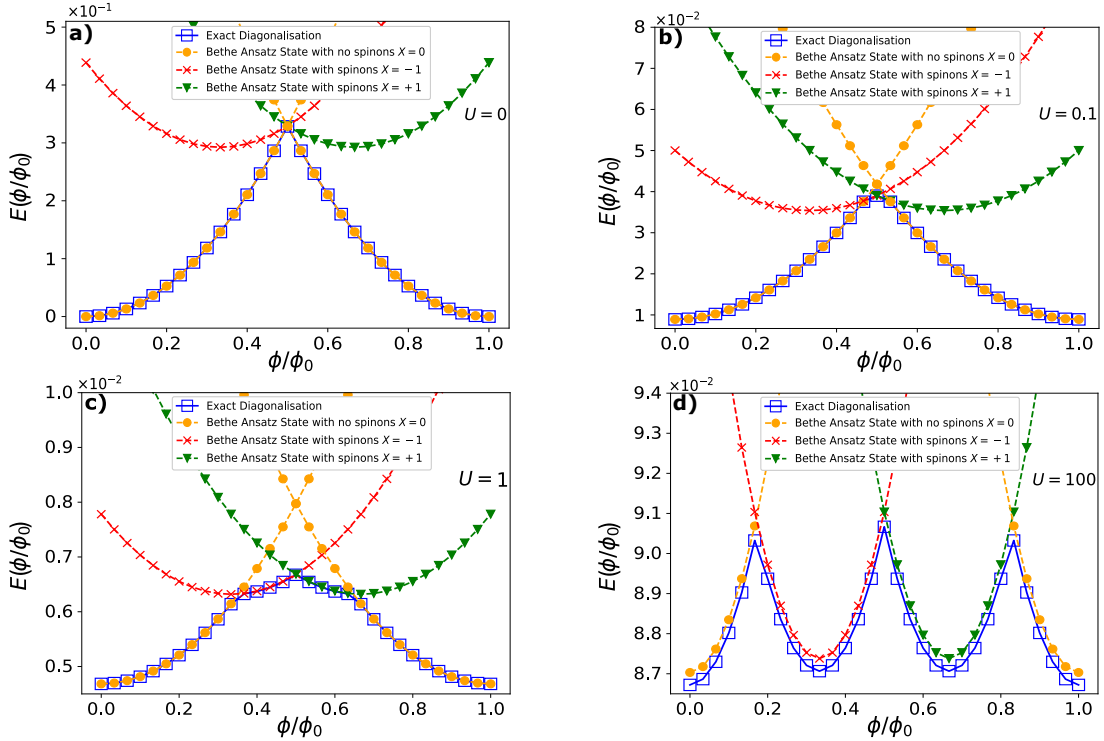 ×10⁻¹
a)
Exact Diagonalisation
Bethe Ansatz State with no spinons X = 0
Bethe Ansatz State with spinons X = −1
Bethe Ansatz State with spinons X = +1
U = 0
E(ϕ/ϕ₀)
5
4
3
2
1
0
0.0 0.2 0.4 0.6 0.8 1.0
ϕ/ϕ₀
×10⁻²
b)
Exact Diagonalisation
Bethe Ansatz State with no spinons X = 0
Bethe Ansatz State with spinons X = −1
Bethe Ansatz State with spinons X = +1
U = 0.1
E(ϕ/ϕ₀)
8
7
6
5
4
3
2
1
0.0 0.2 0.4 0.6 0.8 1.0
ϕ/ϕ₀
×10⁻²
c)
Exact Diagonalisation
Bethe Ansatz State with no spinons X = 0
Bethe Ansatz State with spinons X = −1
Bethe Ansatz State with spinons X = +1
U = 1
E(ϕ/ϕ₀)
1.0
0.9
0.8
0.7
0.6
0.5
0.0 0.2 0.4 0.6 0.8 1.0
ϕ/ϕ₀
×10⁻²
d)
Exact Diagonalisation
Bethe Ansatz State with no spinons X = 0
Bethe Ansatz State with spinons X = −1
Bethe Ansatz State with spinons X = +1
U = 100
E(ϕ/ϕ₀)
9.4
9.3
9.2
9.1
9.0
8.9
8.8
8.7
0.0 0.2 0.4 0.6 0.8 1.0
ϕ/ϕ₀